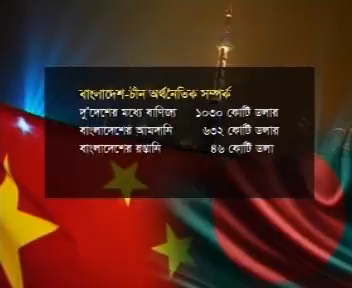 বাংলাদেশ-চীন অর্থনৈতিক সম্পর্ক
দু'দেশের মধ্যে বাণিজ্য ১০৩০ কোটি ডলার
বাংলাদেশের আমদানি ৬৩২ কোটি ডলার
বাংলাদেশের রপ্তানি ৪৬ কোটি ডলা